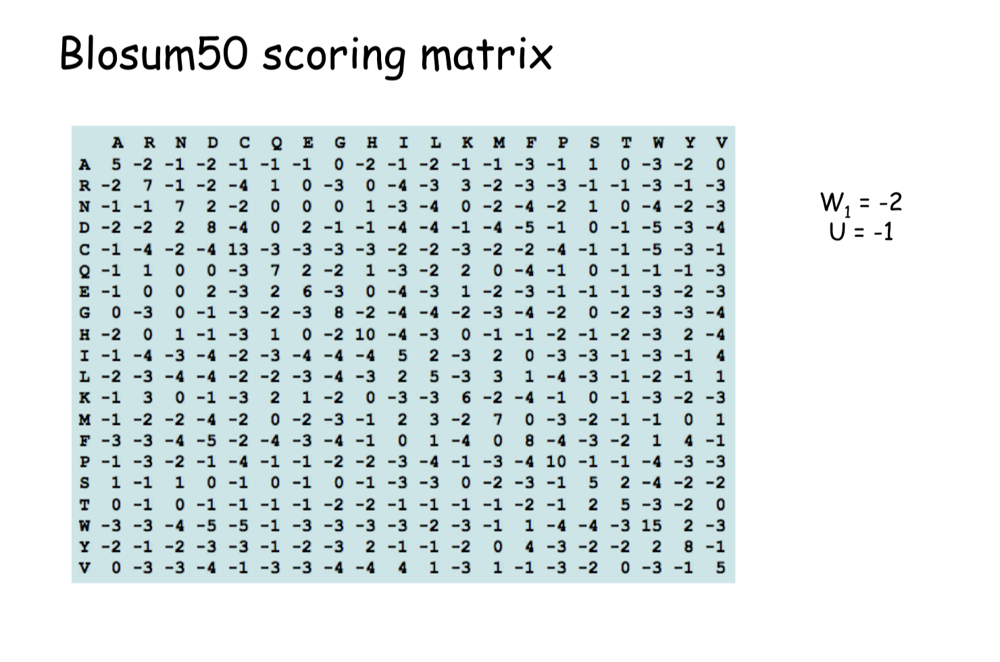 Blosum50 scoring matrix
A R N D C Q E G H I L K M F P S T W Y V
A 5 -2 -1 -2 -1 -1 -1 0 -2 -1 -2 -1 -1 -3 -1 1 0 -3 -2 0
R -2 7 -1 -2 -4 1 0 -3 0 -4 -3 3 -2 -3 -3 -1 -1 -3 -1 -3
N -1 -1 7 2 -2 0 0 0 1 -3 -4 0 -2 -4 -2 1 0 -4 -2 -3
D -2 -2 2 8 -4 0 2 -1 -1 -4 -4 -1 -4 -5 -1 0 -1 -5 -3 -4
C -1 -4 -2 -4 13 -3 -3 -3 -3 -2 -2 -3 -2 -2 -4 -1 -1 -5 -3 -1
Q -1 1 0 0 -3 7 2 -2 1 -3 -2 2 0 -4 -1 0 -1 -1 -1 -3
E -1 0 0 2 -3 2 6 -3 0 -4 -3 1 -2 -3 -1 -1 -1 -3 -2 -3
G 0 -3 0 -1 -3 -2 -3 8 -2 -4 -4 -2 -3 -4 -2 0 -2 -3 -3 -4
H -2 0 1 -1 -3 1 0 -2 10 -4 -3 0 -1 -1 -2 -1 -2 -3 2 -4
I -1 -4 -3 -4 -2 -3 -4 -4 -4 5 2 -3 2 0 -3 -3 -1 -3 -1 4
L -2 -3 -4 -4 -2 -2 -3 -4 -3 2 5 -3 3 1 -4 -3 -1 -2 -1 1
K -1 3 0 -1 -3 2 1 -2 0 -3 -3 6 -2 -4 -1 0 -1 -3 -2 -3
M -1 -2 -2 -4 -2 0 -2 -3 -1 2 3 -2 7 0 -3 -2 -1 -1 0 1
F -3 -3 -4 -5 -2 -4 -3 -4 -1 0 1 -4 0 8 -4 -3 -2 1 4 -1
P -1 -3 -2 -1 -4 -1 -1 -2 -2 -3 -4 -1 -3 -4 10 -1 -1 -4 -3 -3
S 1 -1 1 0 -1 0 -1 0 -1 -3 -3 0 -2 -3 -1 5 2 -4 -2 -2
T 0 -1 0 -1 -1 -1 -1 -2 -2 -1 -1 -1 -1 -2 -1 2 5 -3 -2 0
W -3 -3 -4 -5 -5 -1 -3 -3 -3 -3 -2 -3 -1 1 -4 -4 -3 15 2 -3
Y -2 -1 -2 -3 -3 -1 -2 -3 2 -1 -1 -2 0 4 -3 -2 -2 2 8 -1
V 0 -3 -3 -4 -1 -3 -3 -4 -4 4 1 -3 1 -1 -3 -2 0 -3 -1 5
W₁ = -2
U = -1